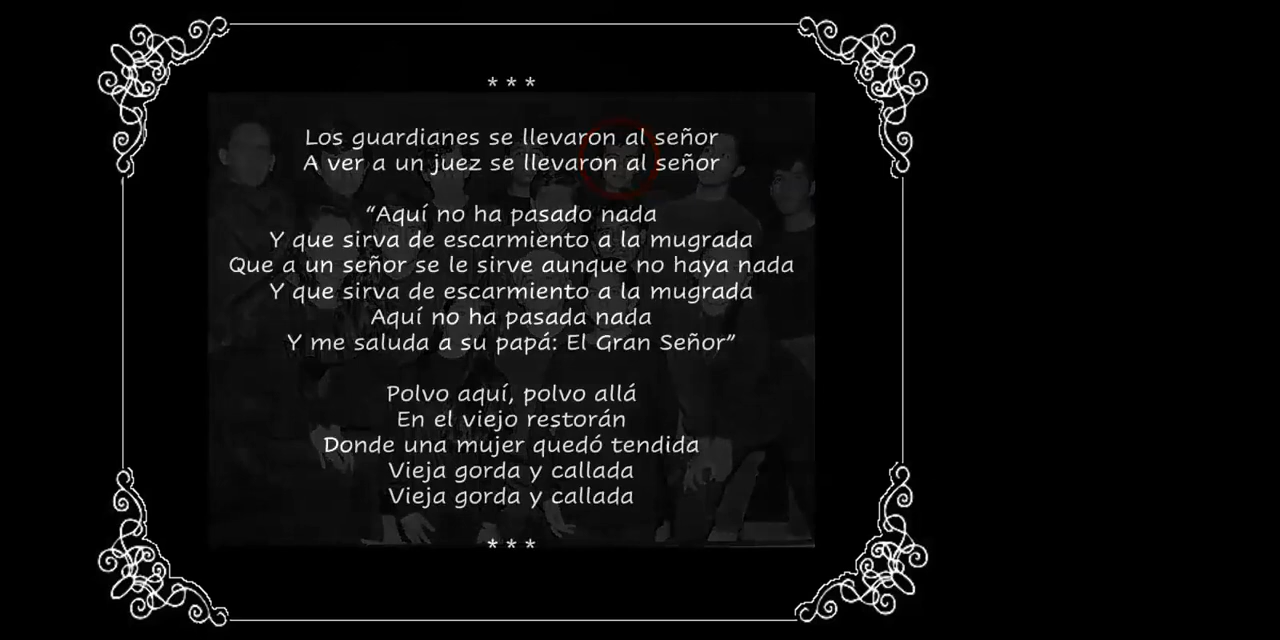 * * *
Los guardianes se llevaron al señor
A ver a un juez se llevaron al señor
“Aquí no ha pasado nada
Y que sirva de escarmiento a la mugrada
Que a un señor se le sirve aunque no haya nada
Y que sirva de escarmiento a la mugrada
Aquí no ha pasada nada
Y me saluda a su papá: El Gran Señor”
Polvo aquí, polvo allá
En el viejo restorán
Donde una mujer quedó tendida
Vieja gorda y callada
Vieja gorda y callada
* * *